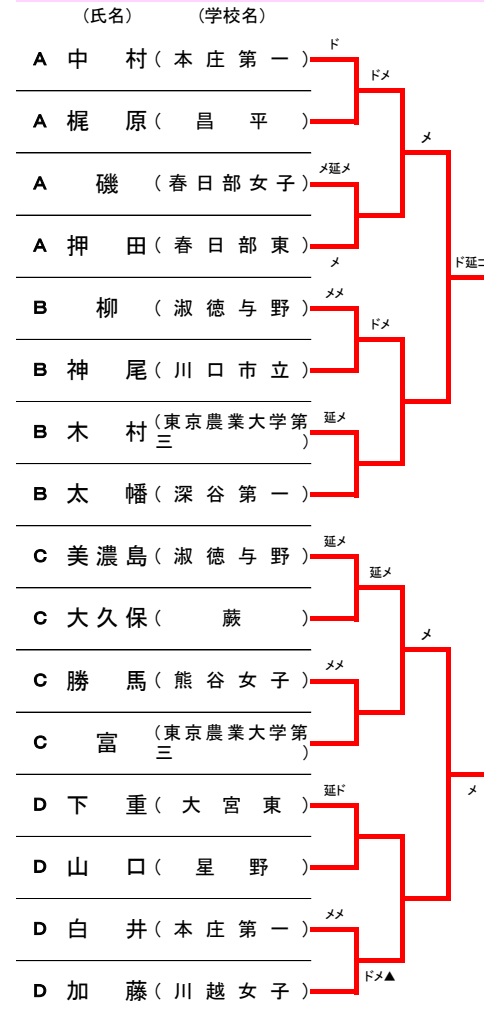 （氏名） （学校名）
A 中 村 （ 本 庄 第 一 ） ド
ドメ
A 梶 原 （ 昌 平 ）
メ
A 磯 （ 春 日 部 女 子 ） メ延メ
A 押 田 （ 春 日 部 東 ） メ
ド延コ
B 柳 （ 淑 徳 与 野 ） メメ
ドメ
B 神 尾 （ 川 口 市 立 ）
B 木 村 （東京農業大学第三 ） 延メ
B 太 幡 （ 深 谷 第 一 ）
C 美濃島 （ 淑 徳 与 野 ） 延メ
延メ
C 大久保 （ 蕨 ）
メ
C 勝 馬 （ 熊 谷 女 子 ） メメ
C 富 （東京農業大学第三 ）
メ
D 下 重 （ 大 宮 東 ） 延ド
D 山 口 （ 星 野 ）
D 白 井 （ 本 庄 第 一 ） メメ
ドメ▲
D 加 藤 （ 川 越 女 子 ）